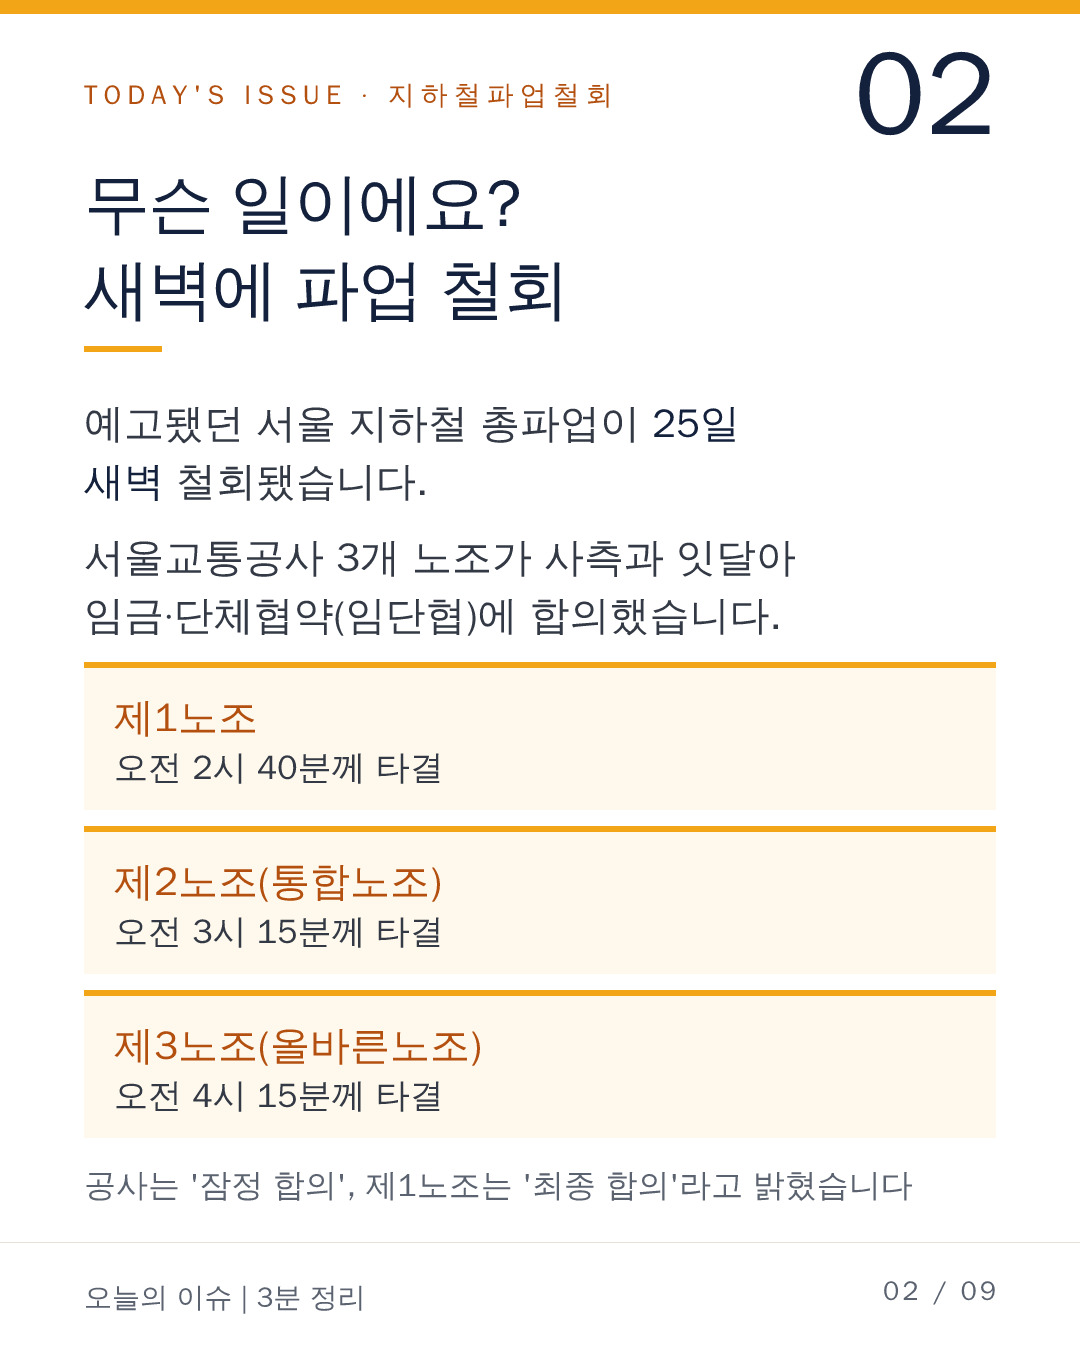 TODAY'S ISSUE · 지하철파업철회
02
무슨 일이에요?
새벽에 파업 철회
예고됐던 서울 지하철 총파업이 25일
새벽 철회됐습니다.
서울교통공사 3개 노조가 사측과 잇달아
임금·단체협약(임단협)에 합의했습니다.
제1노조
오전 2시 40분께 타결
제2노조(통합노조)
오전 3시 15분께 타결
제3노조(올바른노조)
오전 4시 15분께 타결
공사는 '잠정 합의', 제1노조는 '최종 합의'라고 밝혔습니다
오늘의 이슈 | 3분 정리
02 / 09